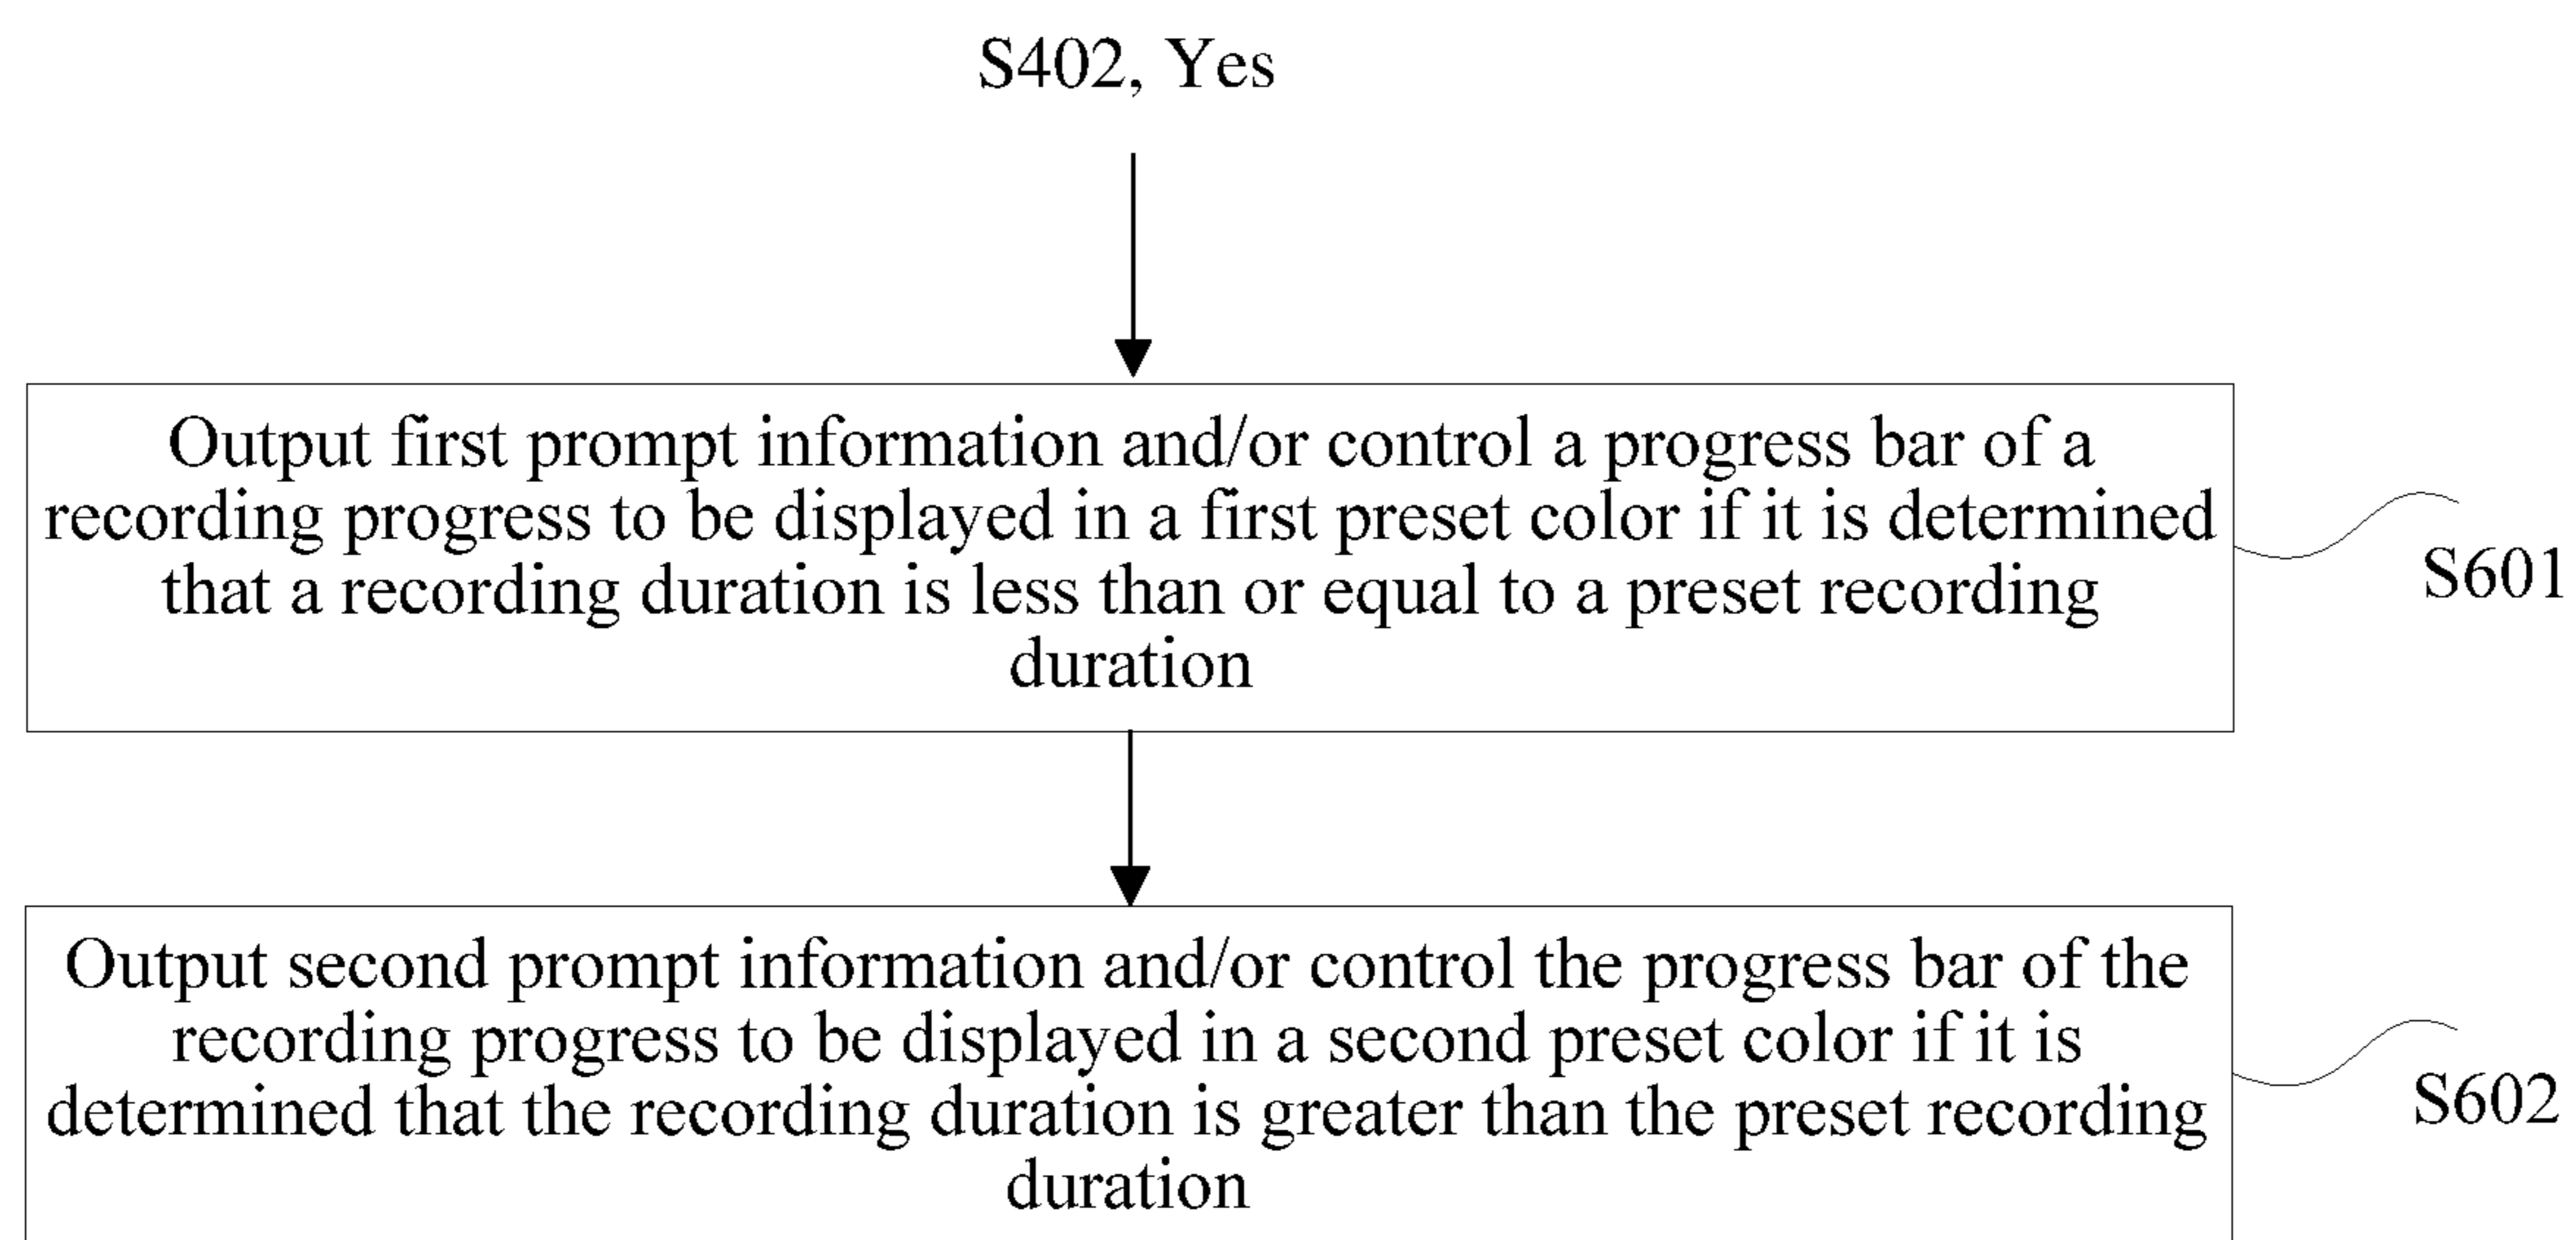 S402, Yes
Output first prompt information and/or control a progress bar of a
recording progress to be displayed in a first preset color if it is determined
that a recording duration is less than or equal to a preset recording
duration
S601
Output second prompt information and/or control the progress bar of the
recording progress to be displayed in a second preset color if it is
determined that the recording duration is greater than the preset recording
duration
S602